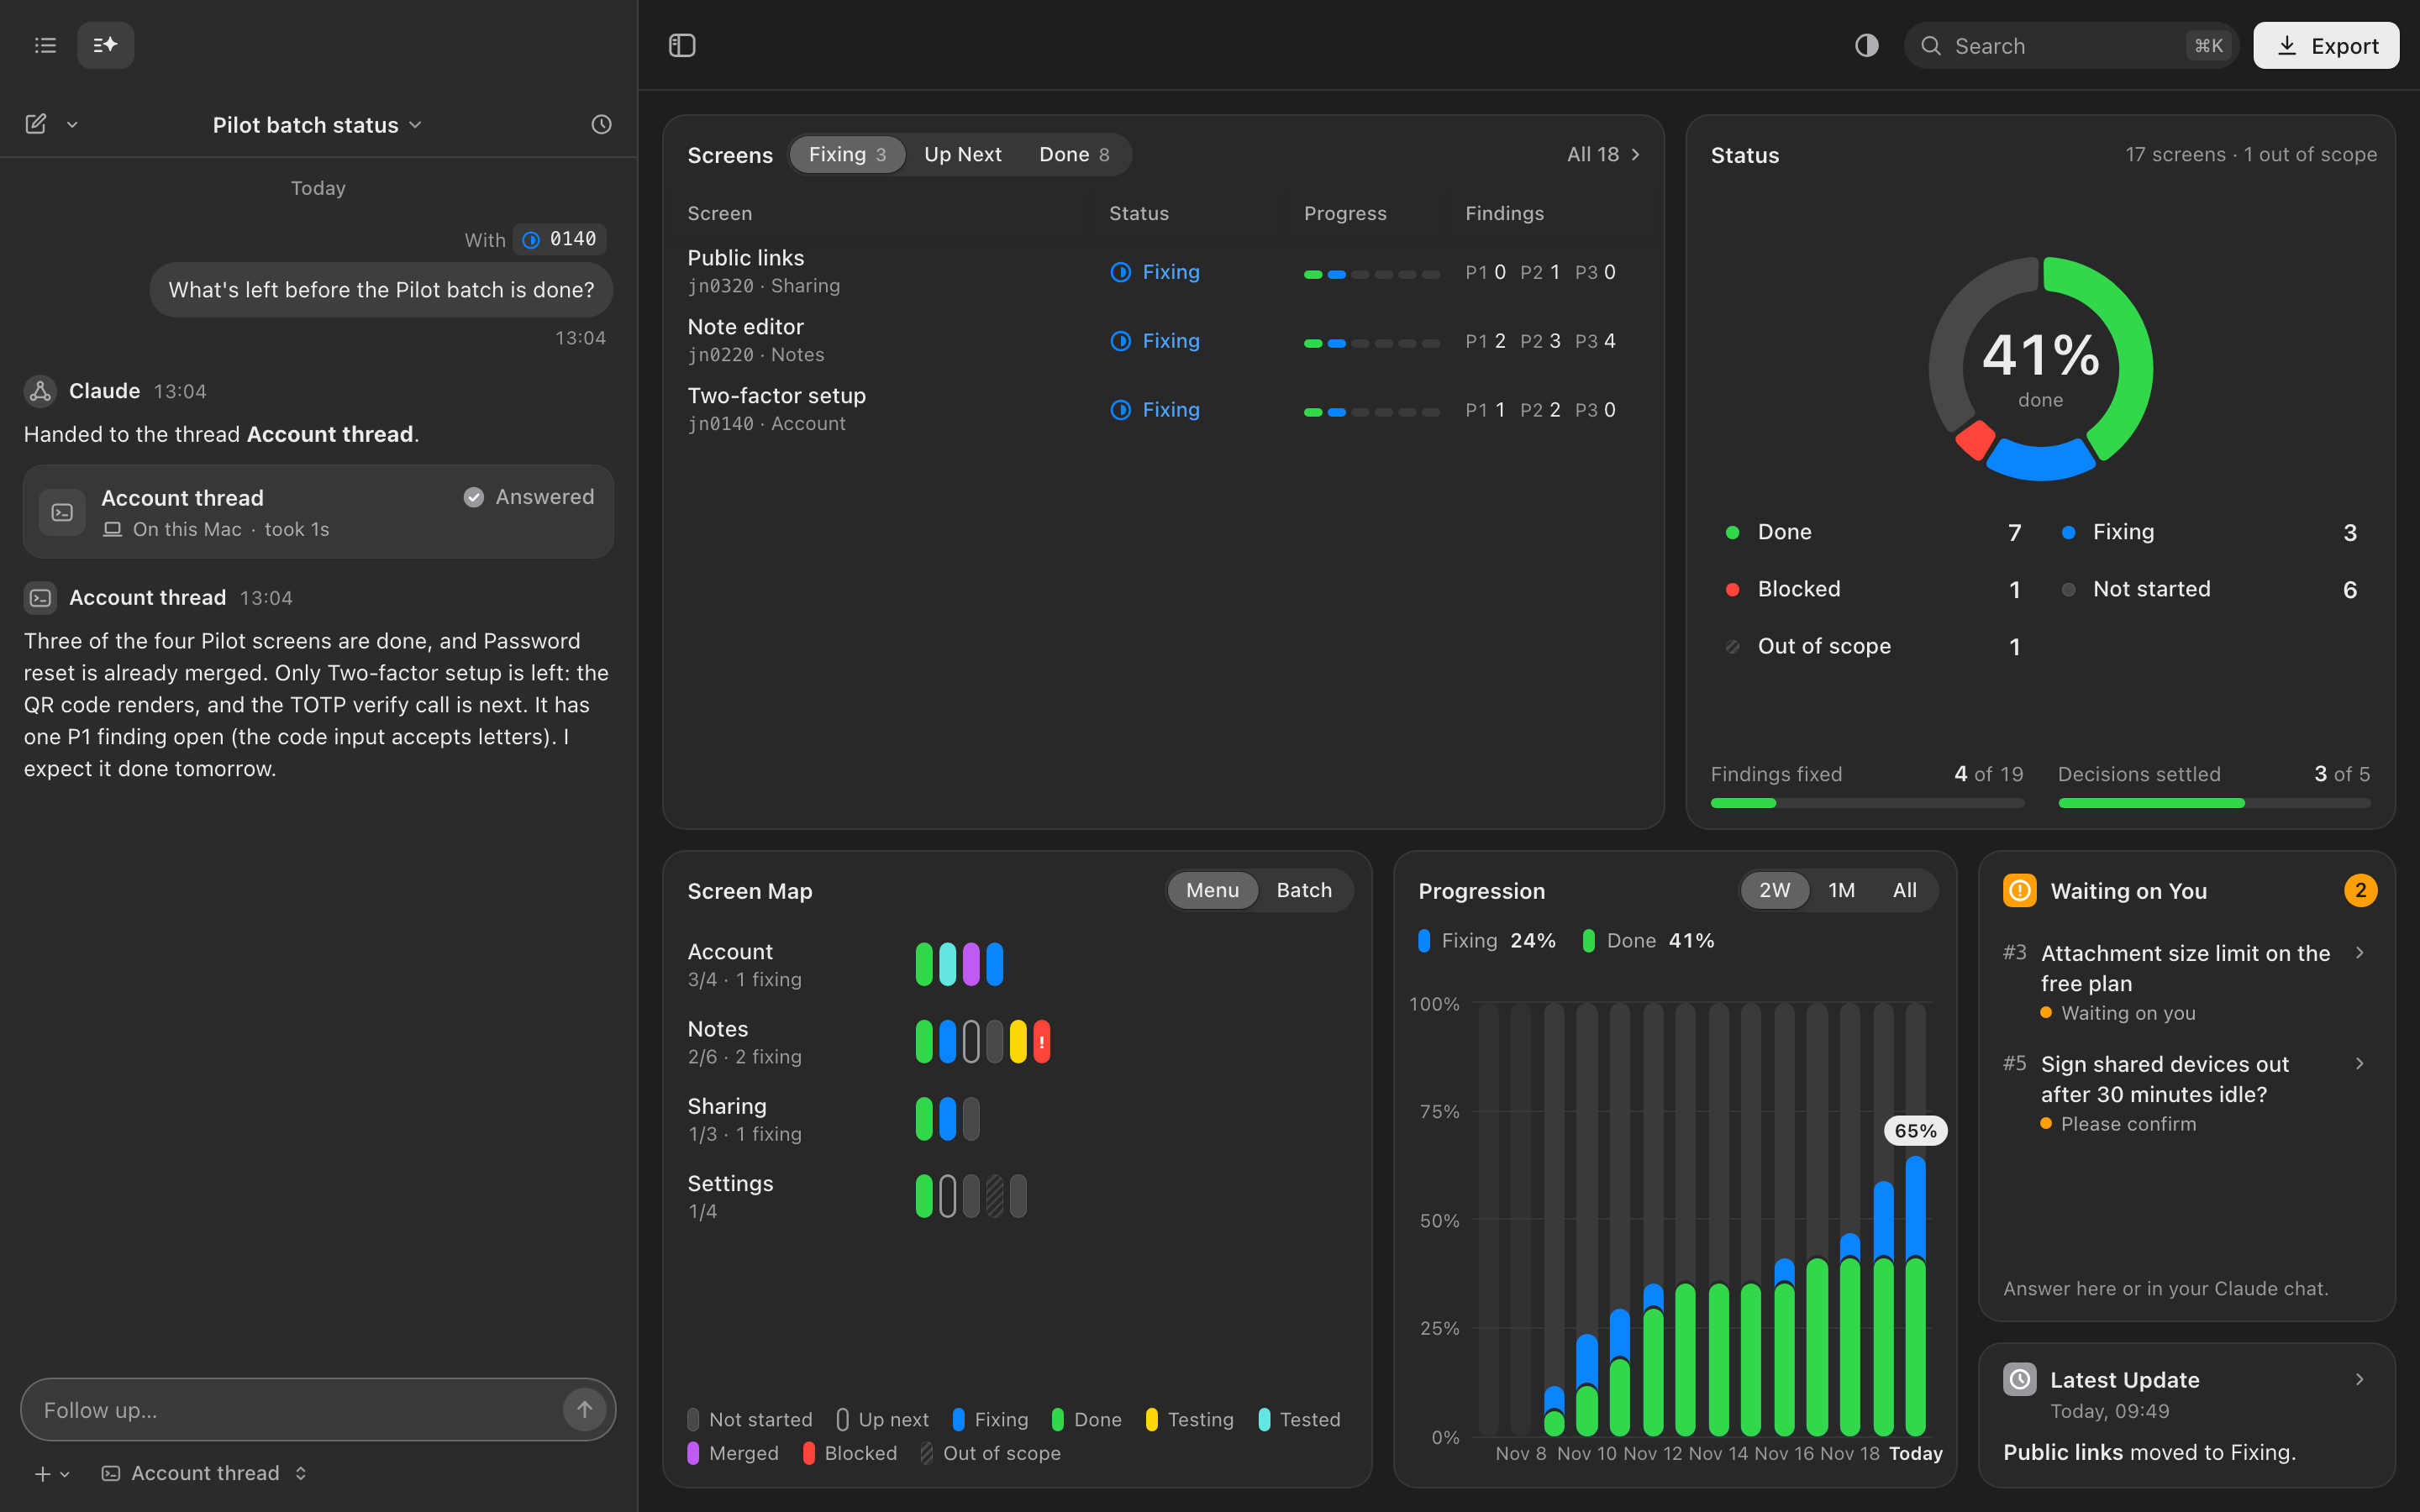 Pilot batch status
Today
With 0140
What's left before the Pilot batch is done?
13:04
Claude 13:04
Handed to the thread Account thread.
Account thread
Answered
On this Mac · took 1s
Account thread 13:04
Three of the four Pilot screens are done, and Password
reset is already merged. Only Two-factor setup is left: the
QR code renders, and the TOTP verify call is next. It has
one P1 finding open (the code input accepts letters). I
expect it done tomorrow.
Follow up...
Account thread
Search ⌘K
Export
Screens Fixing 3 Up Next Done 8 All 18
Screen Status Progress Findings
Public links
jn0320 · Sharing
Fixing P1 0 P2 1 P3 0
Note editor
jn0220 · Notes
Fixing P1 2 P2 3 P3 4
Two-factor setup
jn0140 · Account
Fixing P1 1 P2 2 P3 0
Status 17 screens · 1 out of scope
41%
done
Done 7 Fixing 3
Blocked 1 Not started 6
Out of scope 1
Findings fixed 4 of 19 Decisions settled 3 of 5
Screen Map Menu Batch
Account
3/4 · 1 fixing
Notes
2/6 · 2 fixing
!
Sharing
1/3 · 1 fixing
Settings
1/4
Not started Up next Fixing Done Testing Tested
Merged Blocked Out of scope
Progression 2W 1M All
Fixing 24% Done 41%
100%
75%
65%
50%
25%
0%
Nov 8 Nov 10 Nov 12 Nov 14 Nov 16 Nov 18 Today
Waiting on You 2
#3 Attachment size limit on the
free plan
Waiting on you
#5 Sign shared devices out
after 30 minutes idle?
Please confirm
Answer here or in your Claude chat.
Latest Update
Today, 09:49
Public links moved to Fixing.